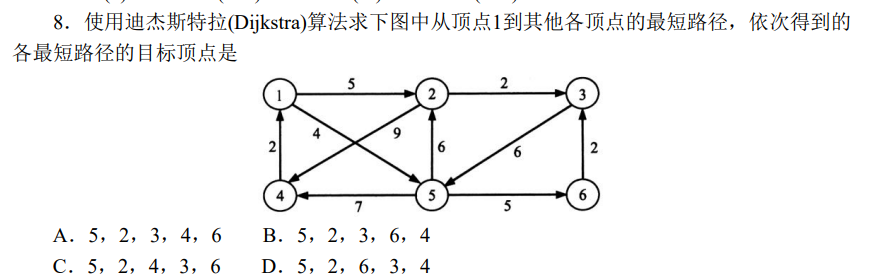 8．使用迪杰斯特拉(Dijkstra)算法求下图中从顶点1到其他各顶点的最短路径，依次得到的
各最短路径的目标顶点是
5 2
1 2 3
4 9
2 6 6 2
4 5 6
7 5
A．5，2，3，4，6 B．5，2，3，6，4
C．5，2，4，3，6 D．5，2，6，3，4